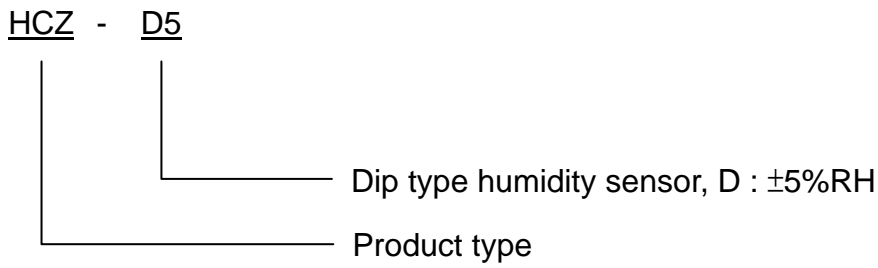 HCZ - D5
Dip type humidity sensor, D : ±5%RH
Product type